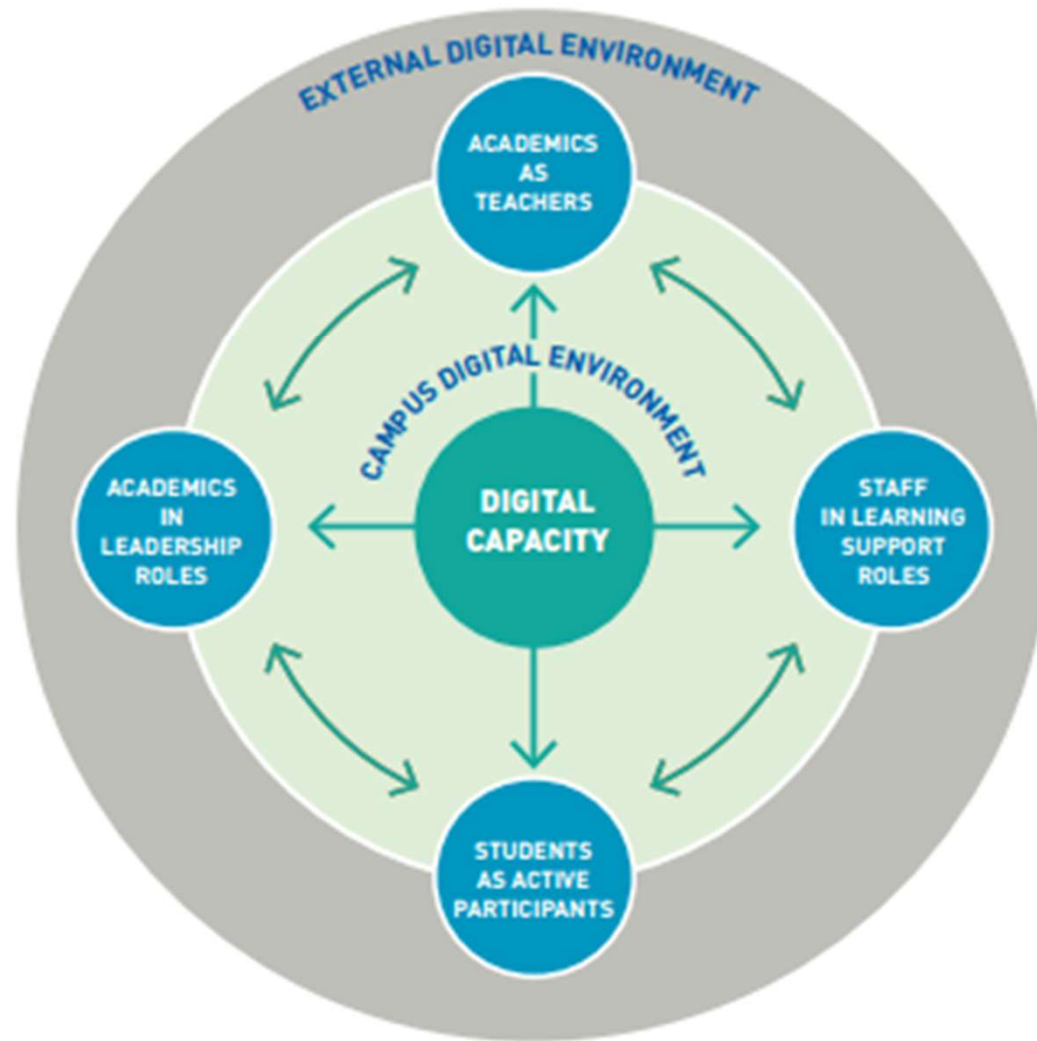 EXTERNAL DIGITAL ENVIRONMENT
ACADEMICS
AS
TEACHERS
CAMPUS DIGITAL ENVIRONMENT
ACADEMICS
IN
LEADERSHIP
ROLES
DIGITAL
CAPACITY
STAFF
IN LEARNING
SUPPORT
ROLES
STUDENTS
AS ACTIVE
PARTICIPANTS